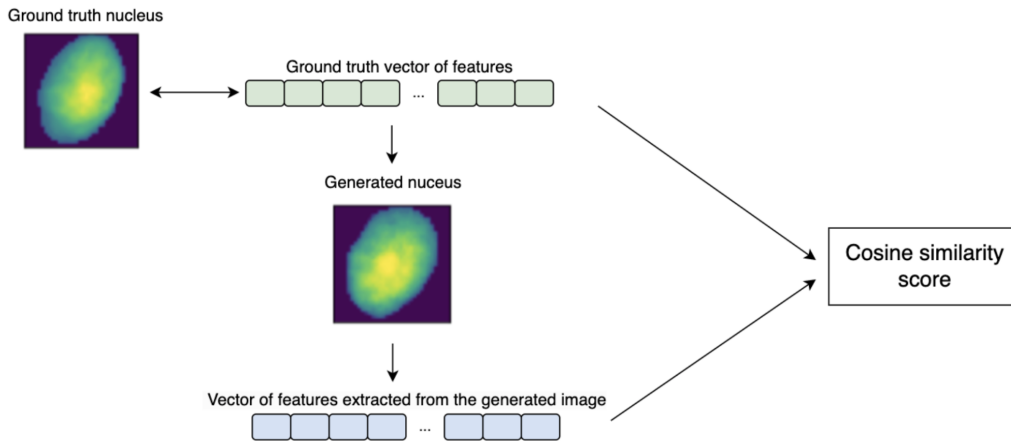 Ground truth nucleus
Ground truth vector of features
...
Generated nuceus
Cosine similarity
score
Vector of features extracted from the generated image
...